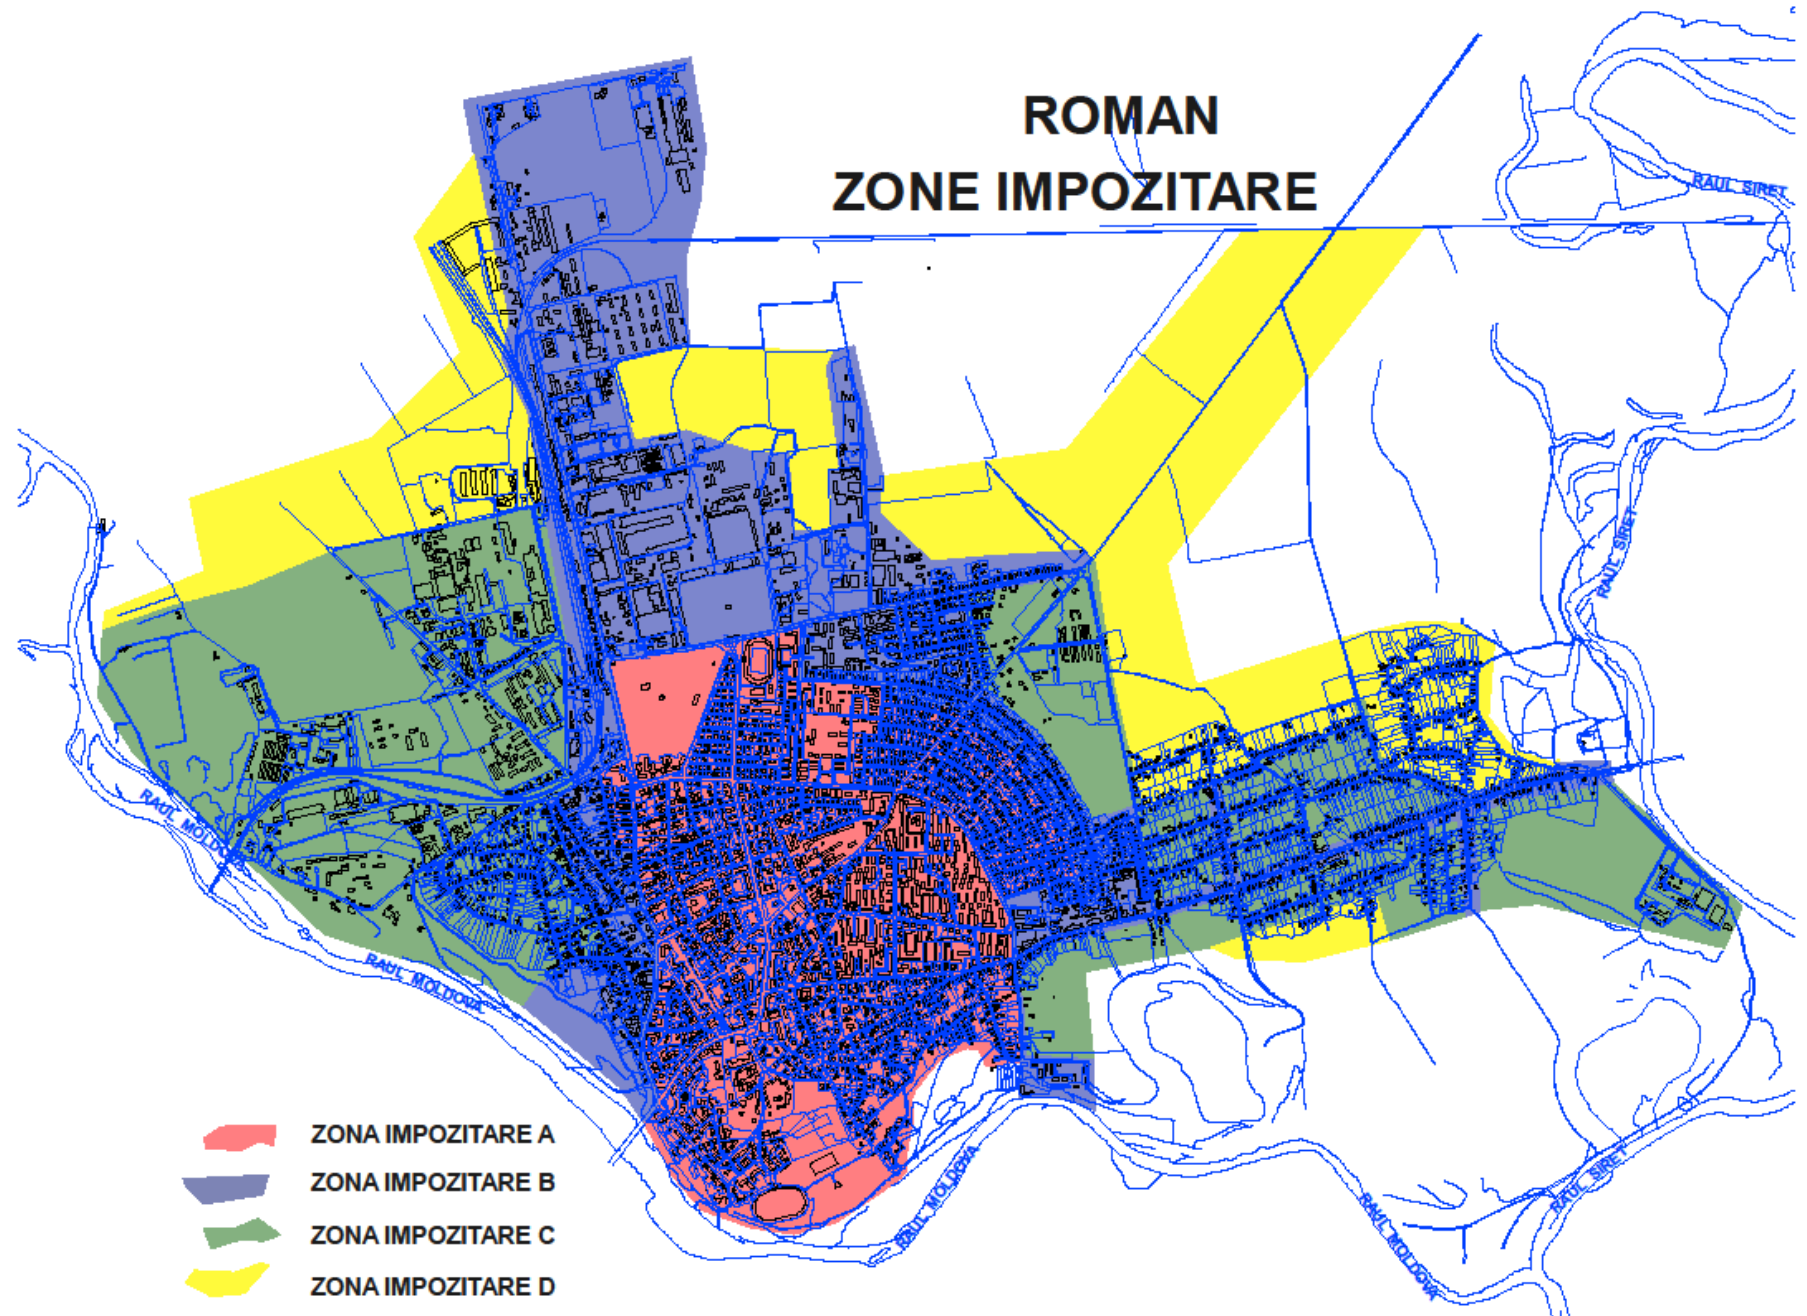 ROMAN
ZONE IMPOZITARE
RAUL SIRET
RAUL SIRET
RAUL MOLDOVA
RAUL MOLDOVA
ZONA IMPOZITARE A
ZONA IMPOZITARE B
ZONA IMPOZITARE C
ZONA IMPOZITARE D
RAUL MOLDOVA
RAUL SIRET
RAUL MOLDOVA